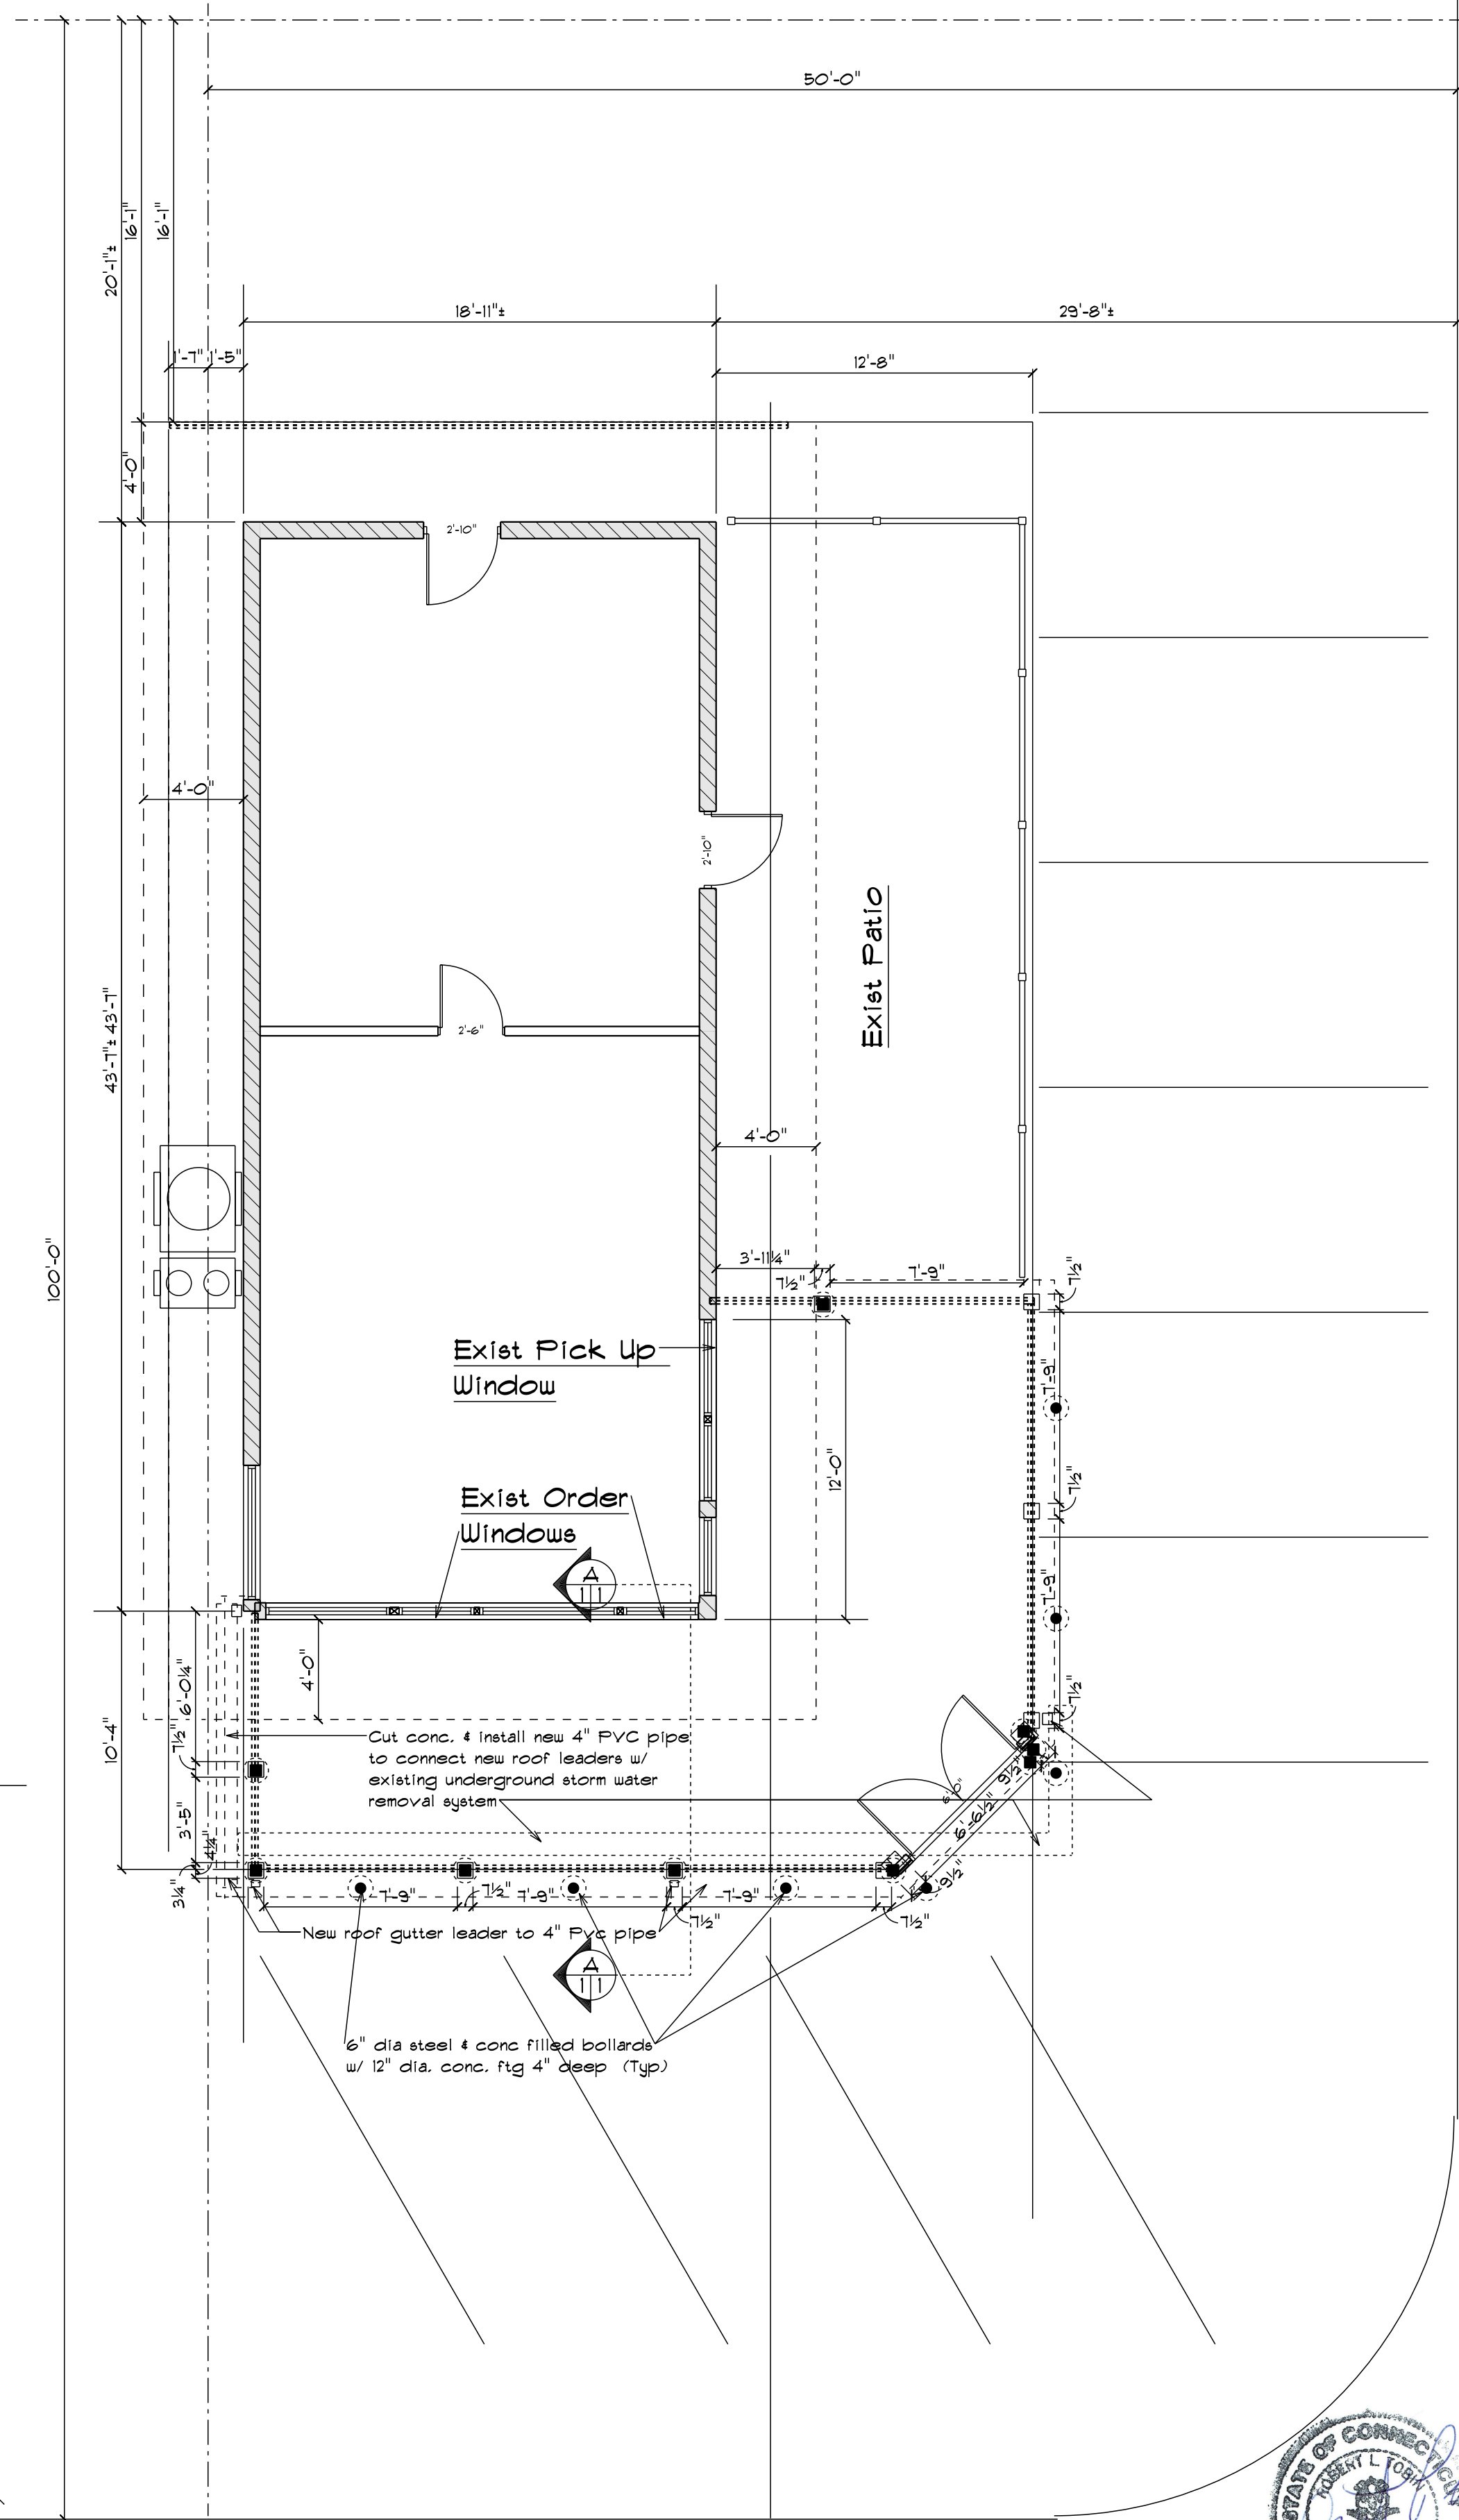 50'-0"
16'-1"
16'-1"
20'-1"±
18'-11"±
29'-8"±
1'-7" 1'-5"
12'-8"
4'-0"
2'-10"
4'-0"
2'-10"
Exist Patio
43'-7"± 43'-7"
2'-6"
4'-0"
100'-0"
3'-11¼"
7½"
7'-9"
7½"
Exist Pick Up
Window
7'-9"
12'-0"
7½"
Exist Order
Windows
A
1 1
7'-9"
4'-0"
6'-0¼"
7½"
10'-4"
7½"
Cut conc. & install new 4" PVC pipe
to connect new roof leaders w/
existing underground storm water
removal system
9½"
6'-0"
6'-6½"
3'-5"
4¼"
3¼"
9½"
7'-9"
7½"
7'-9"
7'-9"
7½"
7½"
New roof gutter leader to 4" Pvc pipe
A
1 1
6" dia steel & conc filled bollards
w/ 12" dia. conc. ftg 4" deep (Typ)
STATE OF CONNECTICU
ROBERT L. TOBIN